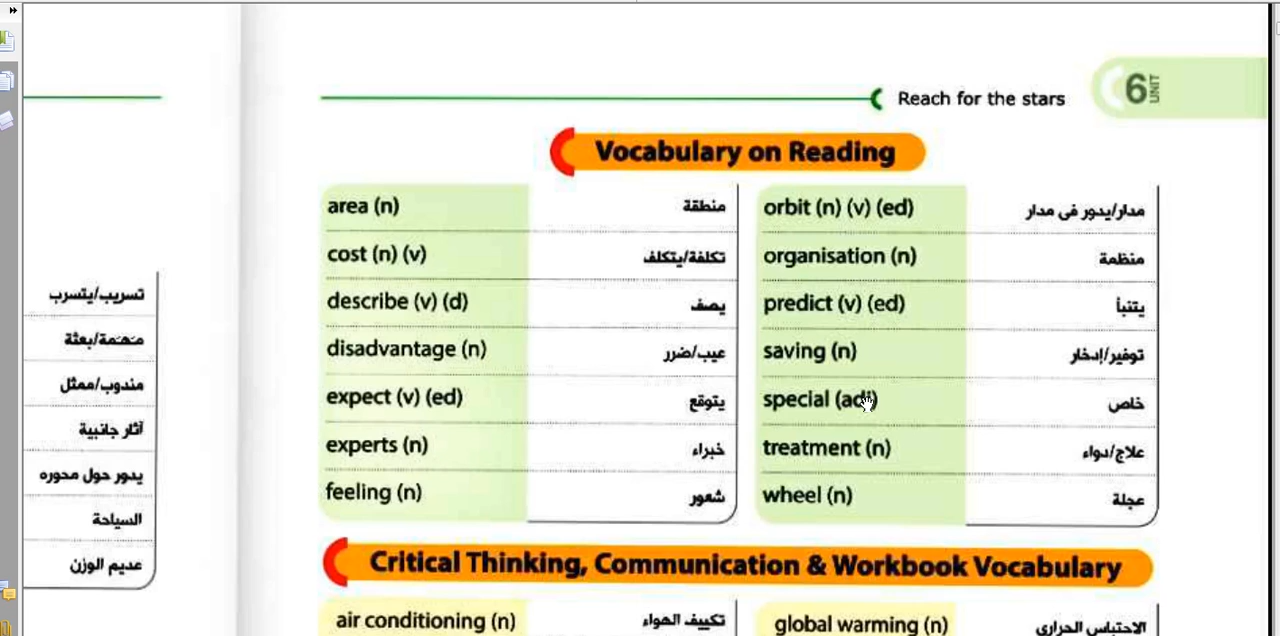 Reach for the stars
6 UNIT
Vocabulary on Reading
area (n) منطقة
cost (n) (v) تكلفة/يتكلف
describe (v) (d) يصف
disadvantage (n) عيب/ضرر
expect (v) (ed) يتوقع
experts (n) خبراء
feeling (n) شعور
orbit (n) (v) (ed) مدار/يدور فى مدار
organisation (n) منظمة
predict (v) (ed) يتنبأ
saving (n) توفير/إدخار
special (adj) خاص
treatment (n) علاج/دواء
wheel (n) عجلة
تسريب/يتسرب
مهمة/بعثة
مندوب/ممثل
آثار جانبية
يدور حول محوره
السياحة
عديم الوزن
Critical Thinking, Communication & Workbook Vocabulary
air conditioning (n) تكييف الهواء
global warming (n) الاحتباس الحرارى